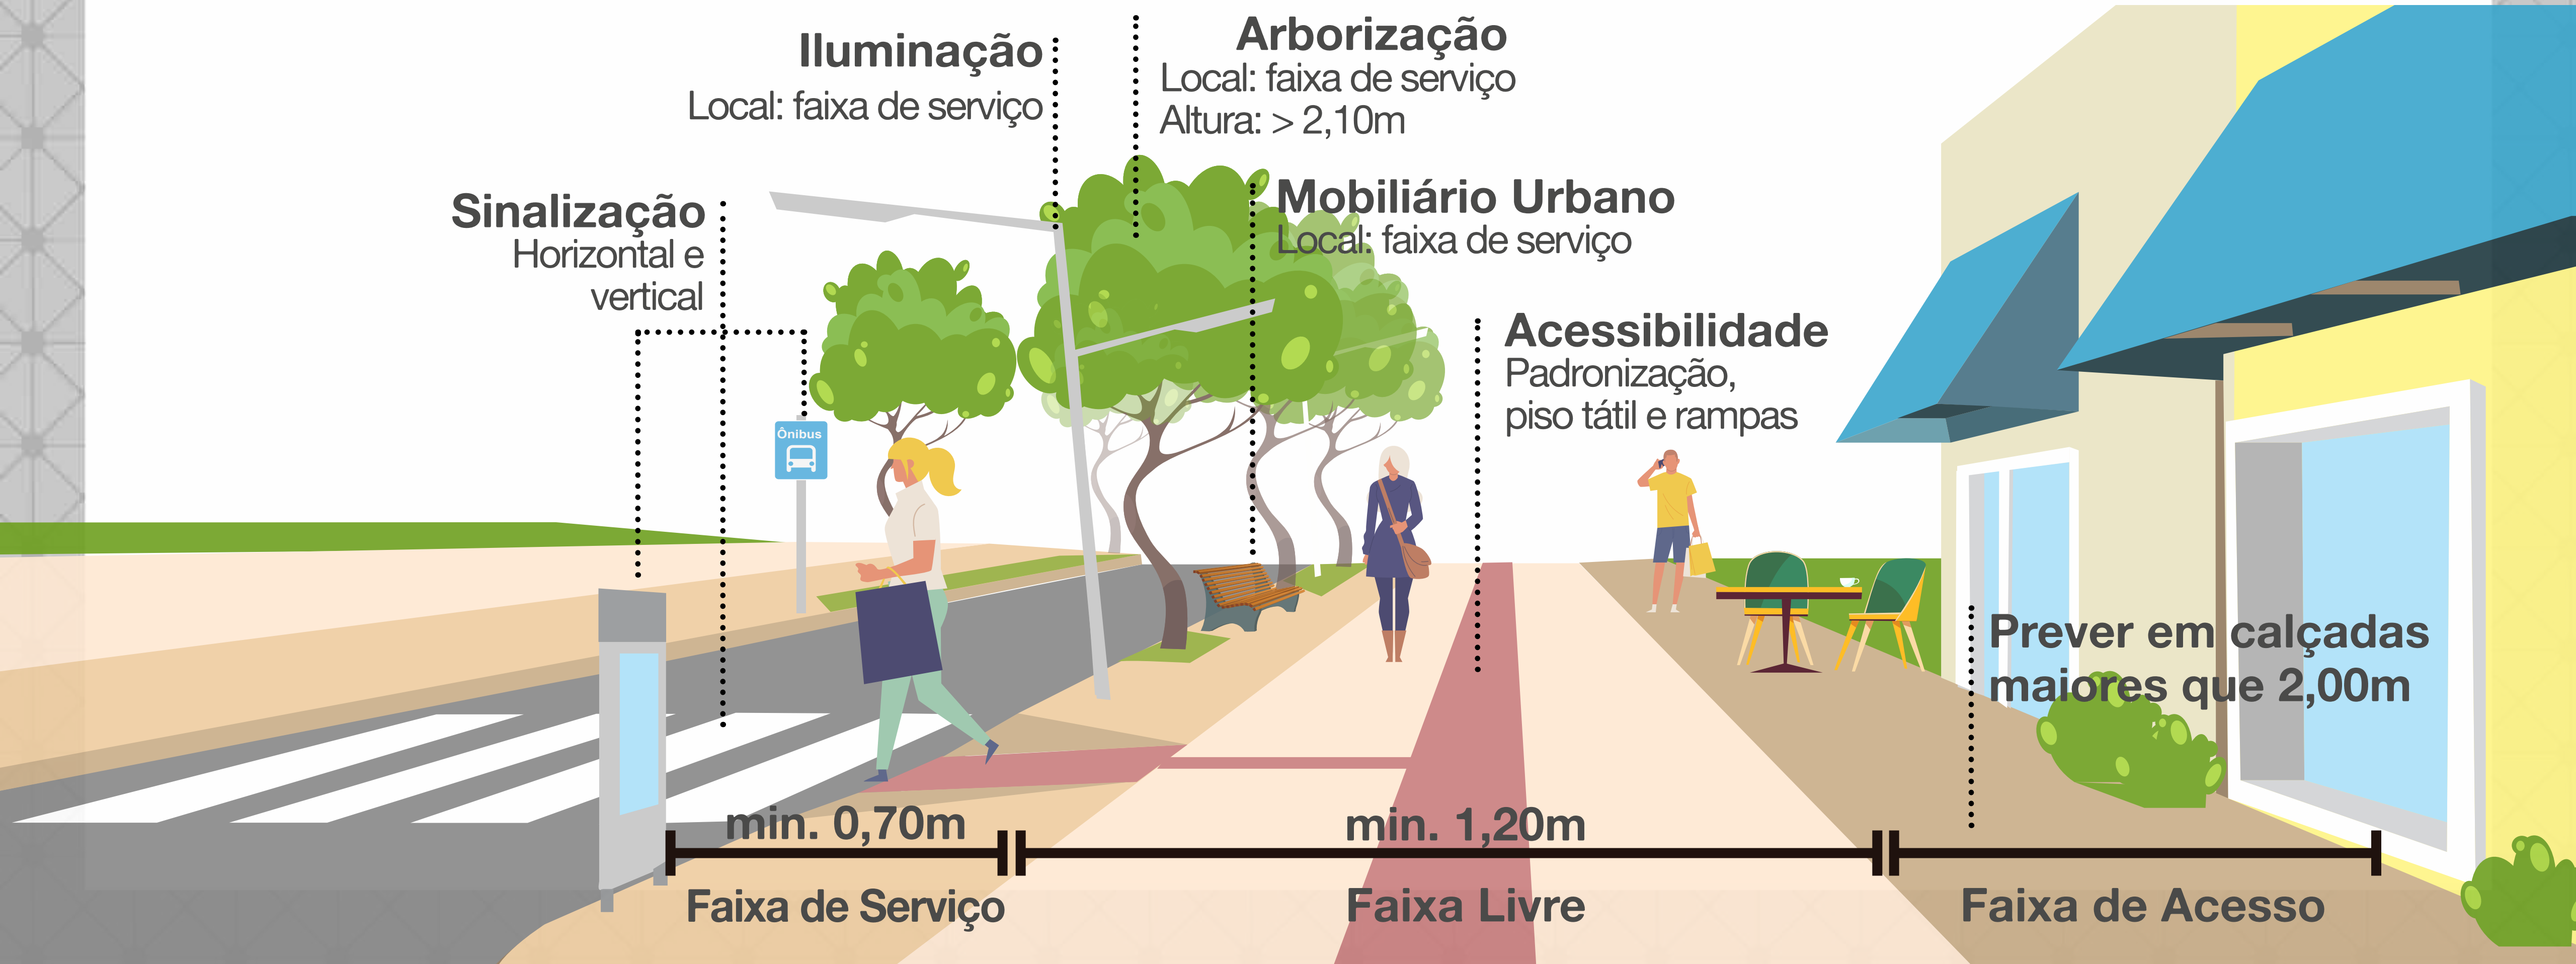 Iluminação
Local: faixa de serviço
Arborização
Local: faixa de serviço
Altura: > 2,10m
Sinalização
Horizontal e
vertical
Mobiliário Urbano
Local: faixa de serviço
Acessibilidade
Padronização,
piso tátil e rampas
Ônibus
Prever em calçadas
maiores que 2,00m
min. 0,70m
min. 1,20m
Faixa de Serviço
Faixa Livre
Faixa de Acesso